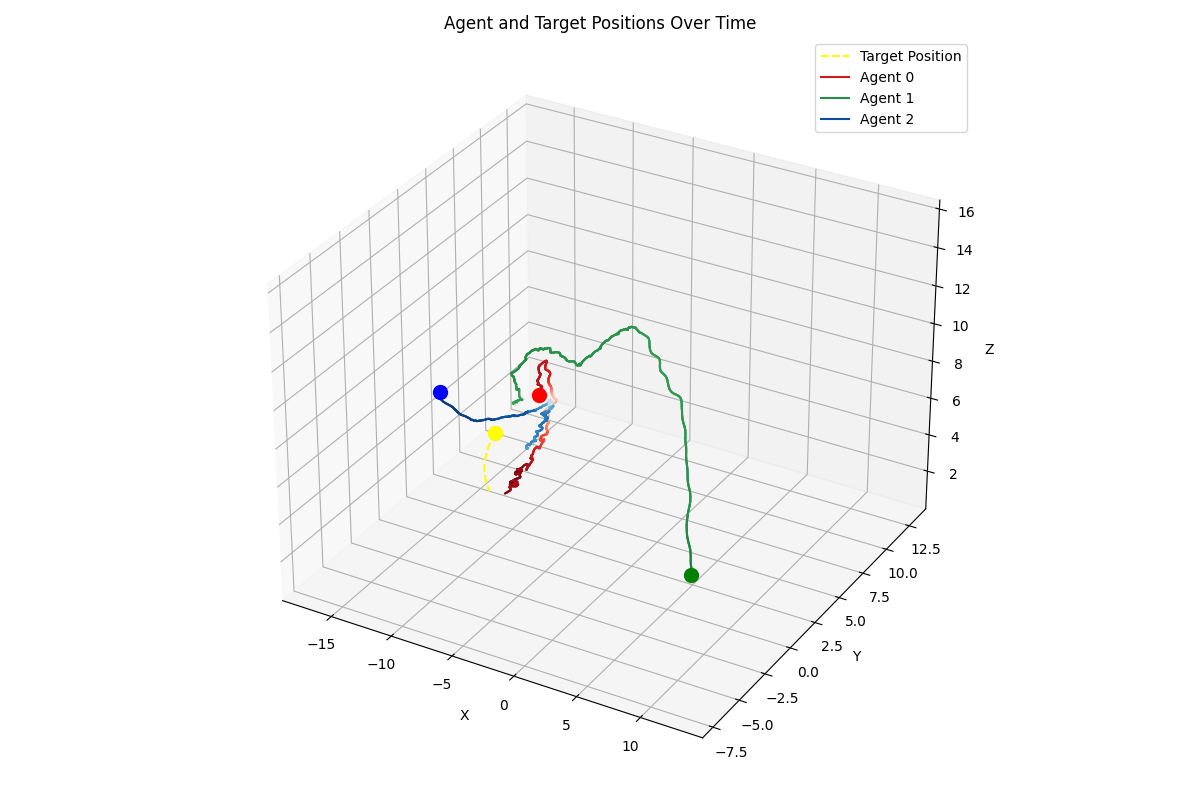 Agent and Target Positions Over Time
Target Position
Agent 0
Agent 1
Agent 2
16
14
12
10
8
6
4
2
Z
12.5
10.0
7.5
5.0
2.5
0.0
−2.5
−5.0
−7.5
Y
−15
−10
−5
0
5
10
X